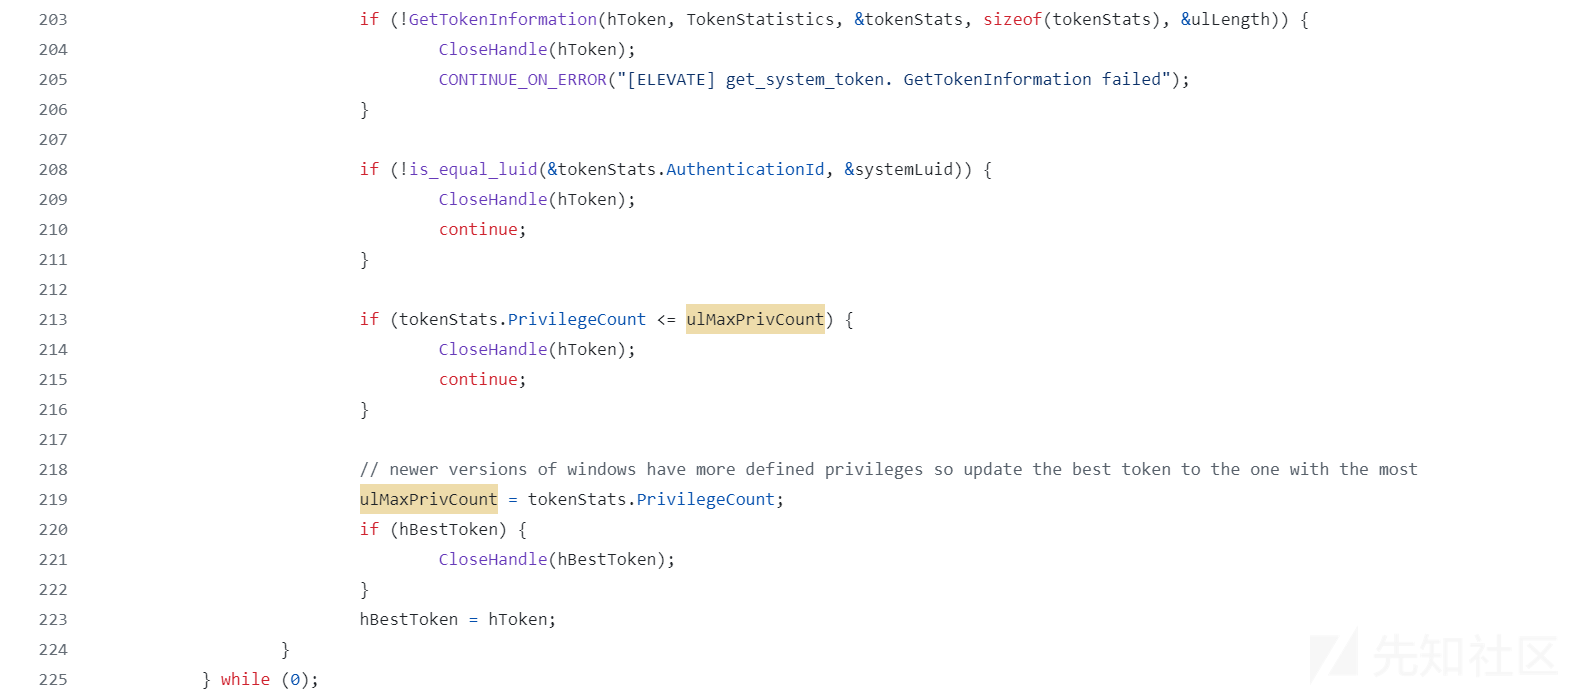 203 if (!GetTokenInformation(hToken, TokenStatistics, &tokenStats, sizeof(tokenStats), &ulLength)) {
204 CloseHandle(hToken);
205 CONTINUE_ON_ERROR("[ELEVATE] get_system_token. GetTokenInformation failed");
206 }
207
208 if (!is_equal_luid(&tokenStats.AuthenticationId, &systemLuid)) {
209 CloseHandle(hToken);
210 continue;
211 }
212
213 if (tokenStats.PrivilegeCount <= ulMaxPrivCount) {
214 CloseHandle(hToken);
215 continue;
216 }
217
218 // newer versions of windows have more defined privileges so update the best token to the one with the most
219 ulMaxPrivCount = tokenStats.PrivilegeCount;
220 if (hBestToken) {
221 CloseHandle(hBestToken);
222 }
223 hBestToken = hToken;
224 }
225 } while (0);
先知社区